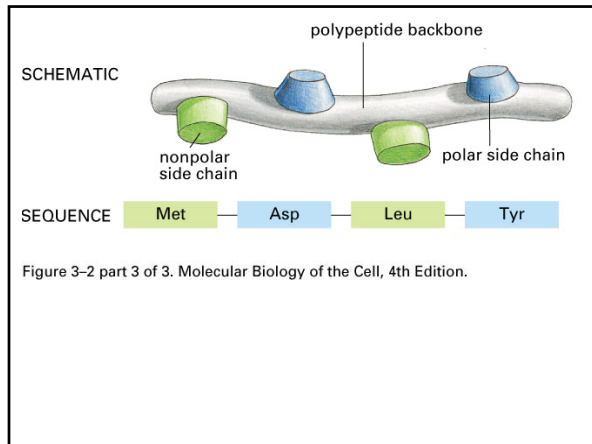 polypeptide backbone
SCHEMATIC
nonpolar
side chain
polar side chain
SEQUENCE Met Asp Leu Tyr
Figure 3–2 part 3 of 3. Molecular Biology of the Cell, 4th Edition.